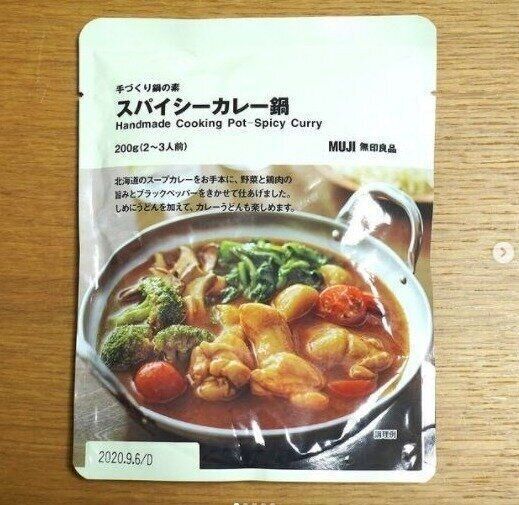 手づくり鍋の素
スパイシーカレー鍋
Handmade Cooking Pot-Spicy Curry
200g(2〜3人前)
MUJI 無印良品
北海道のスープカレーをお手本に、野菜と鶏肉の
旨みとブラックペッパーをきかせて仕あげました。
しめにうどんを加えて、カレーうどんも楽しめます。
調理例
2020.9.6/D